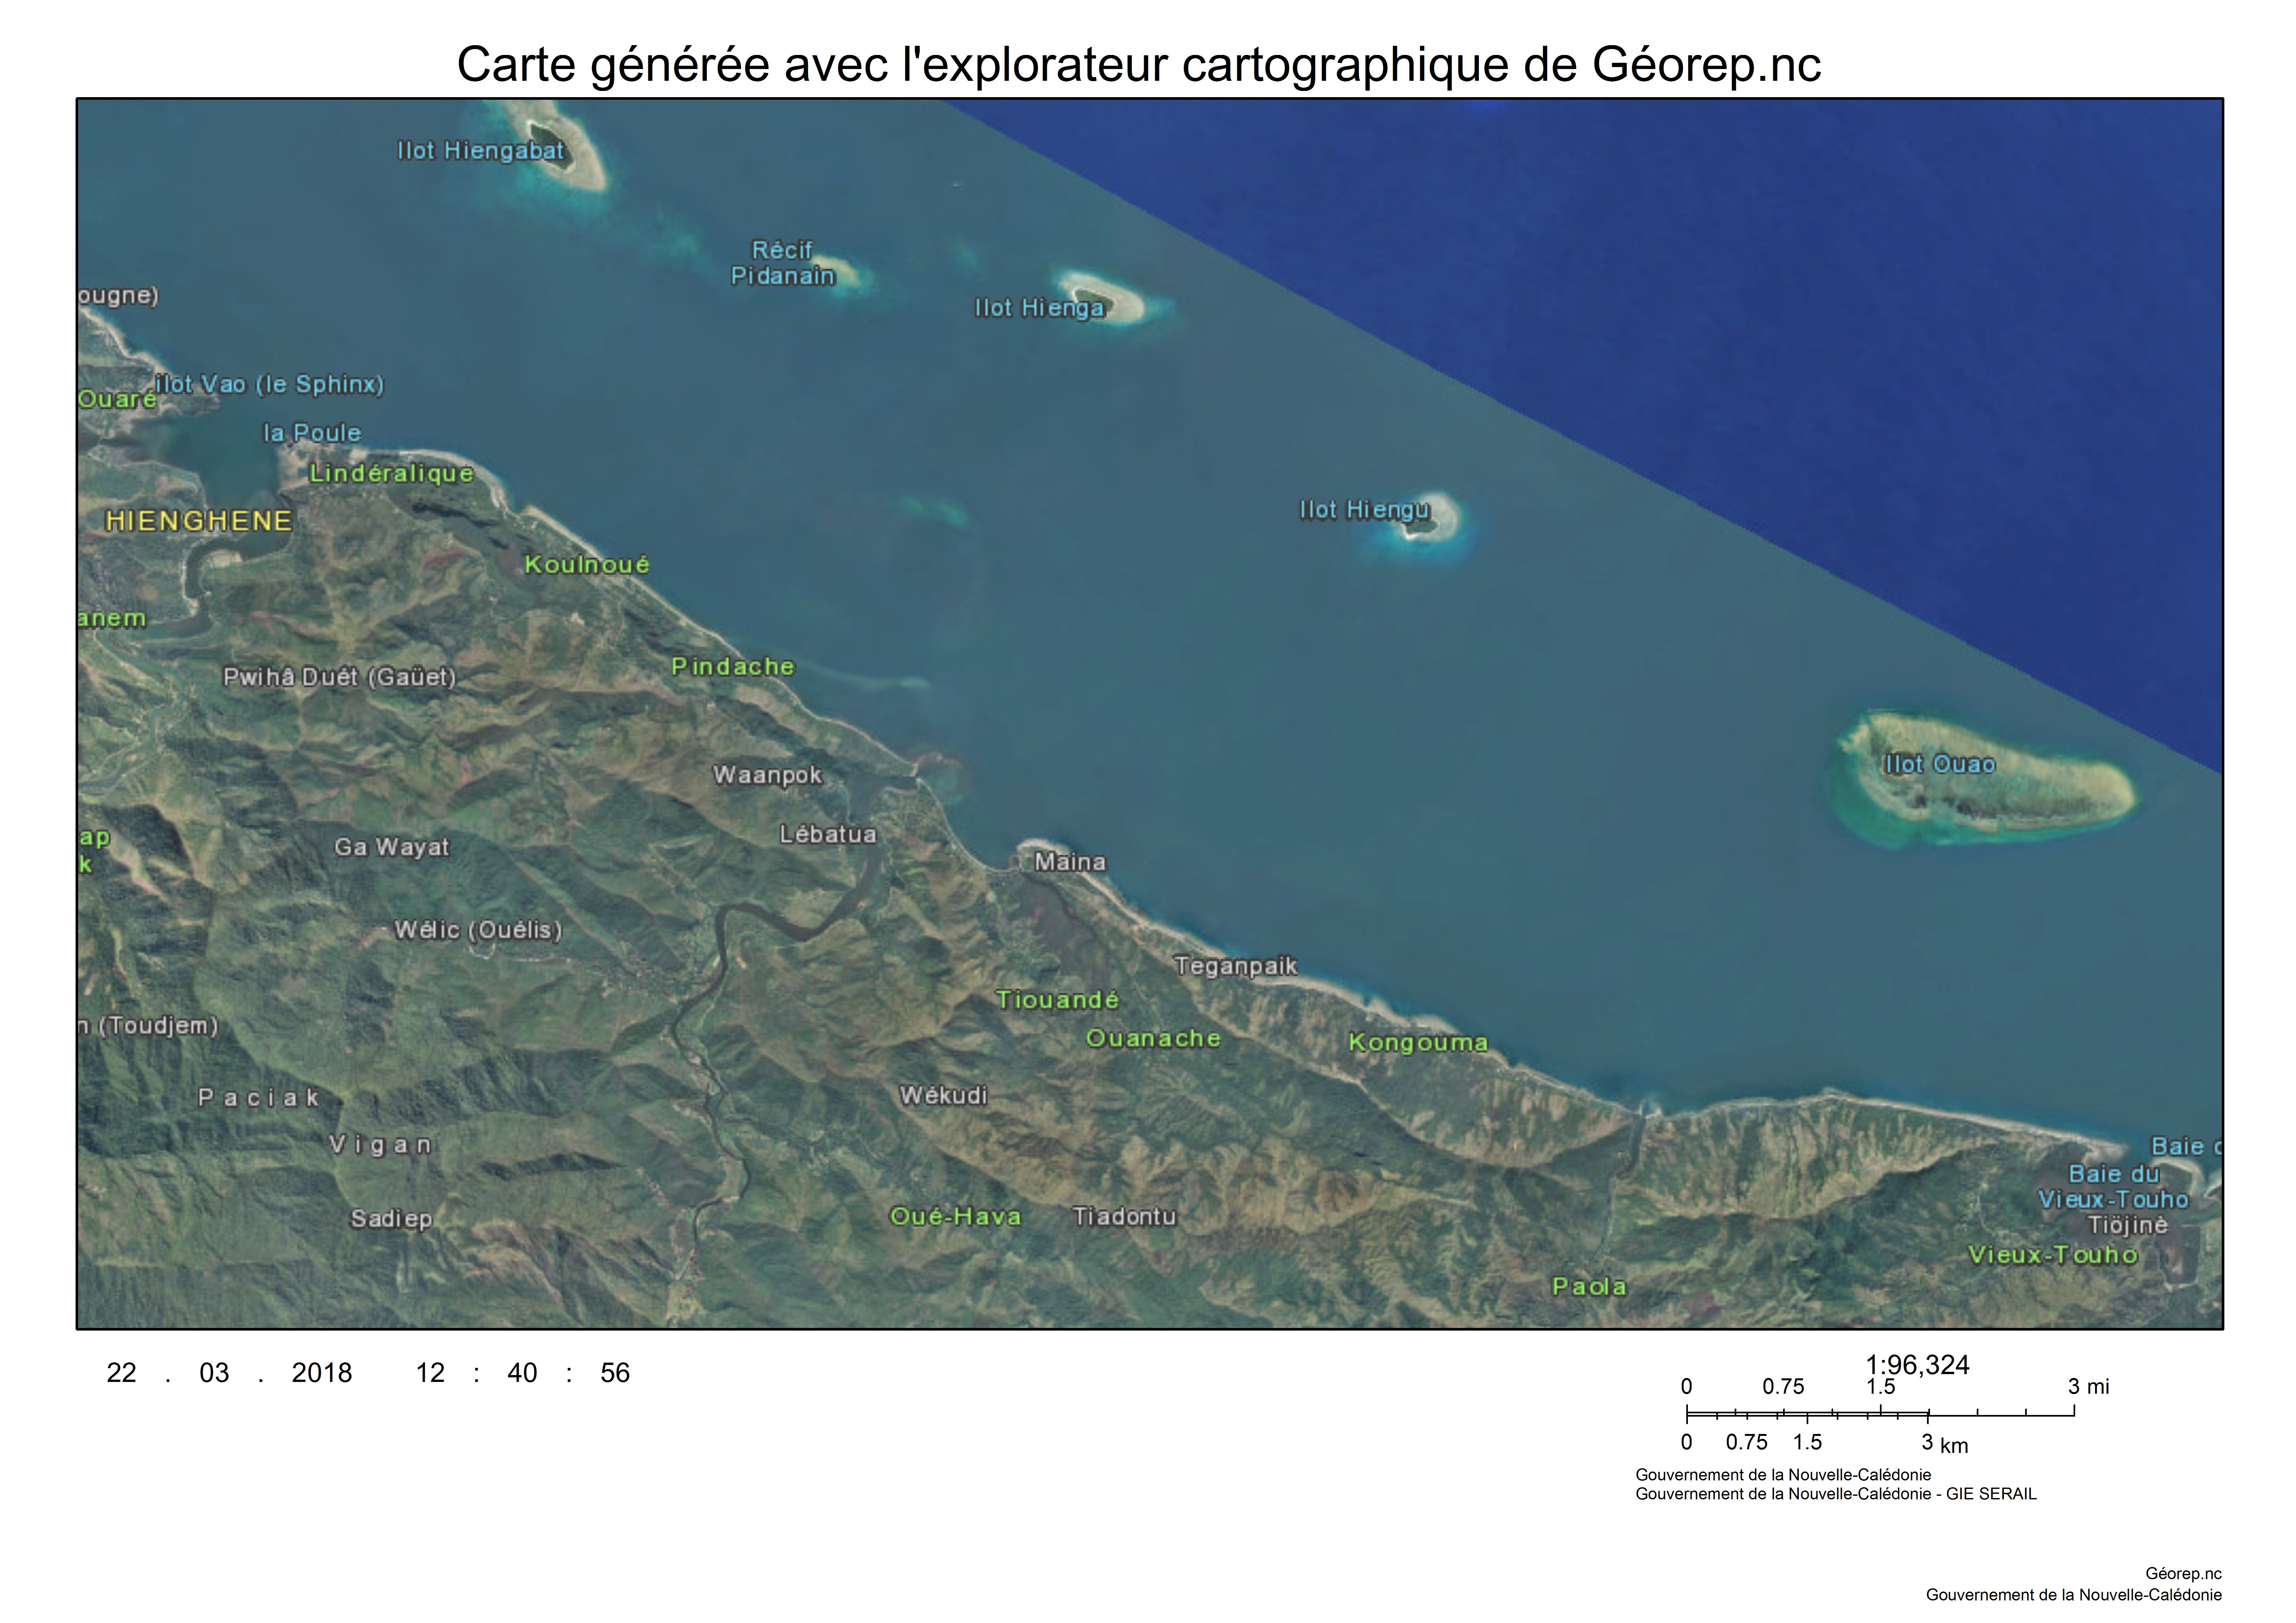 Carte générée avec l'explorateur cartographique de Géorep.nc
Ilot Hiengabat
Récif
Pidanain
Ilot Hienga
ougne)
ilot Vao (le Sphinx)
Ouaré
la Poule
Lindéralique
HIENGHENE
Ilot Hiengu
Koulnoué
anem
Pindache
Pwihâ Duét (Gaüet)
Waanpok
Ilot Ouao
Lébatua
ap
k
Ga Wayat
Maina
Wélic (Ouélis)
Teganpaik
Tiouandé
n (Toudjem)
Ouanache
Kongouma
Wékudi
Paciak
Vigan
Baie d
Baie du
Vieux-Touho
Sadiep
Oué-Hava
Tiadontu
Tiöjinè
Vieux-Touho
Paola
22 . 03 . 2018 12 : 40 : 56
1:96,324
0 0.75 1.5 3 mi
0 0.75 1.5 3 km
Gouvernement de la Nouvelle-Calédonie
Gouvernement de la Nouvelle-Calédonie - GIE SERAIL
Géorep.nc
Gouvernement de la Nouvelle-Calédonie